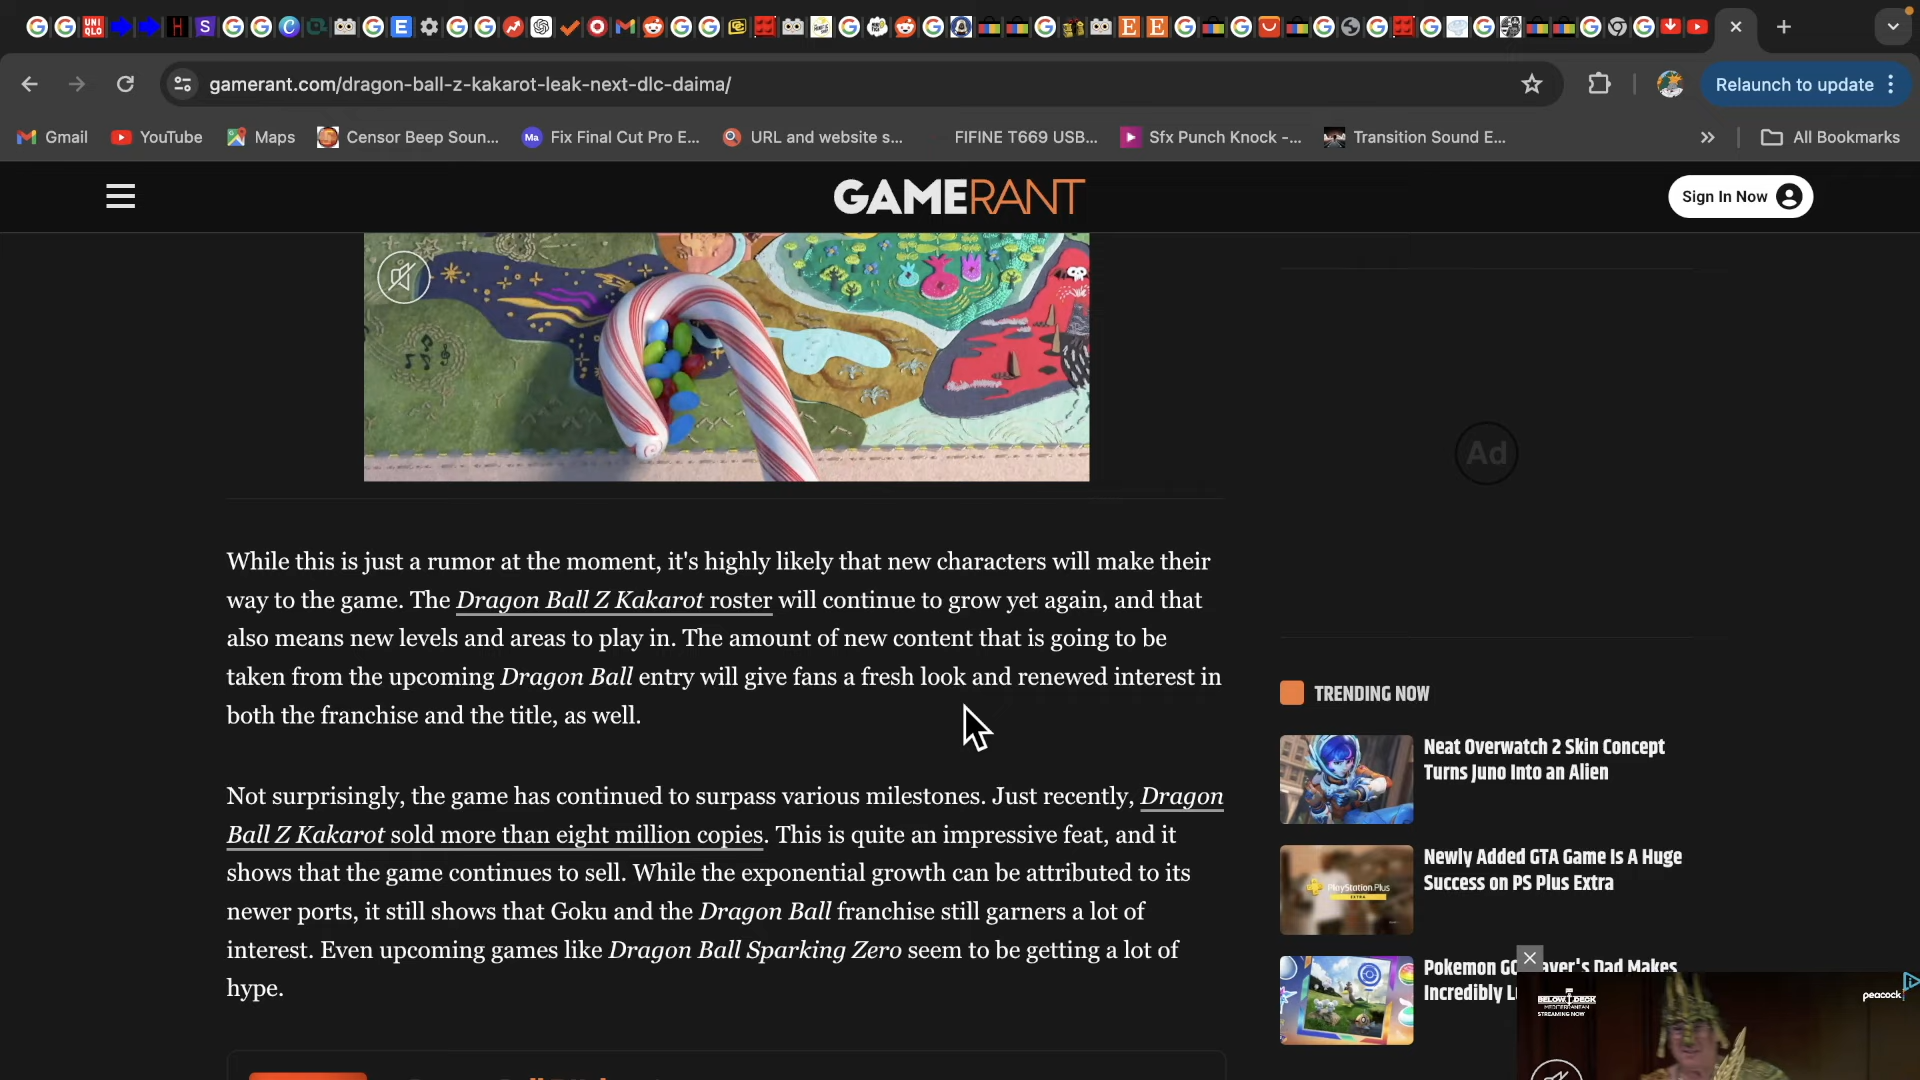 gamerant.com/dragon-ball-z-kakarot-leak-next-dlc-daima/
Relaunch to update
Gmail
YouTube
Maps
Censor Beep Soun...
Fix Final Cut Pro E...
URL and website s...
FIFINE T669 USB...
Sfx Punch Knock -...
Transition Sound E...
All Bookmarks
GAMERANT
Sign In Now
Ad
While this is just a rumor at the moment, it's highly likely that new characters will make their
way to the game. The Dragon Ball Z Kakarot roster will continue to grow yet again, and that
also means new levels and areas to play in. The amount of new content that is going to be
taken from the upcoming Dragon Ball entry will give fans a fresh look and renewed interest in
both the franchise and the title, as well.
Not surprisingly, the game has continued to surpass various milestones. Just recently, Dragon
Ball Z Kakarot sold more than eight million copies. This is quite an impressive feat, and it
shows that the game continues to sell. While the exponential growth can be attributed to its
newer ports, it still shows that Goku and the Dragon Ball franchise still garners a lot of
interest. Even upcoming games like Dragon Ball Sparking Zero seem to be getting a lot of
hype.
TRENDING NOW
Neat Overwatch 2 Skin Concept
Turns Juno Into an Alien
PlayStation.Plus
EXTRA
Newly Added GTA Game Is A Huge
Success on PS Plus Extra
Pokemon GO
ayer's Dad Makes
Incredibly L
BELOW DECK
MEDITERRANEAN
STREAMING NOW
peacock